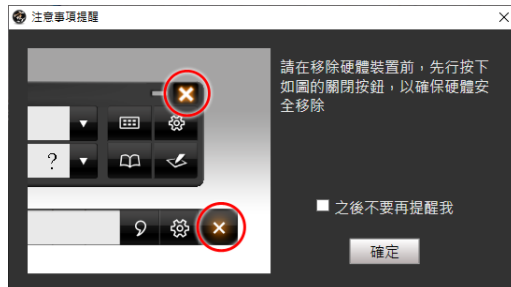 注意事項提醒
請在移除硬體裝置前，先行按下
如圖的關閉按鈕，以確保硬體安
全移除
?
之後不要再提醒我
確定